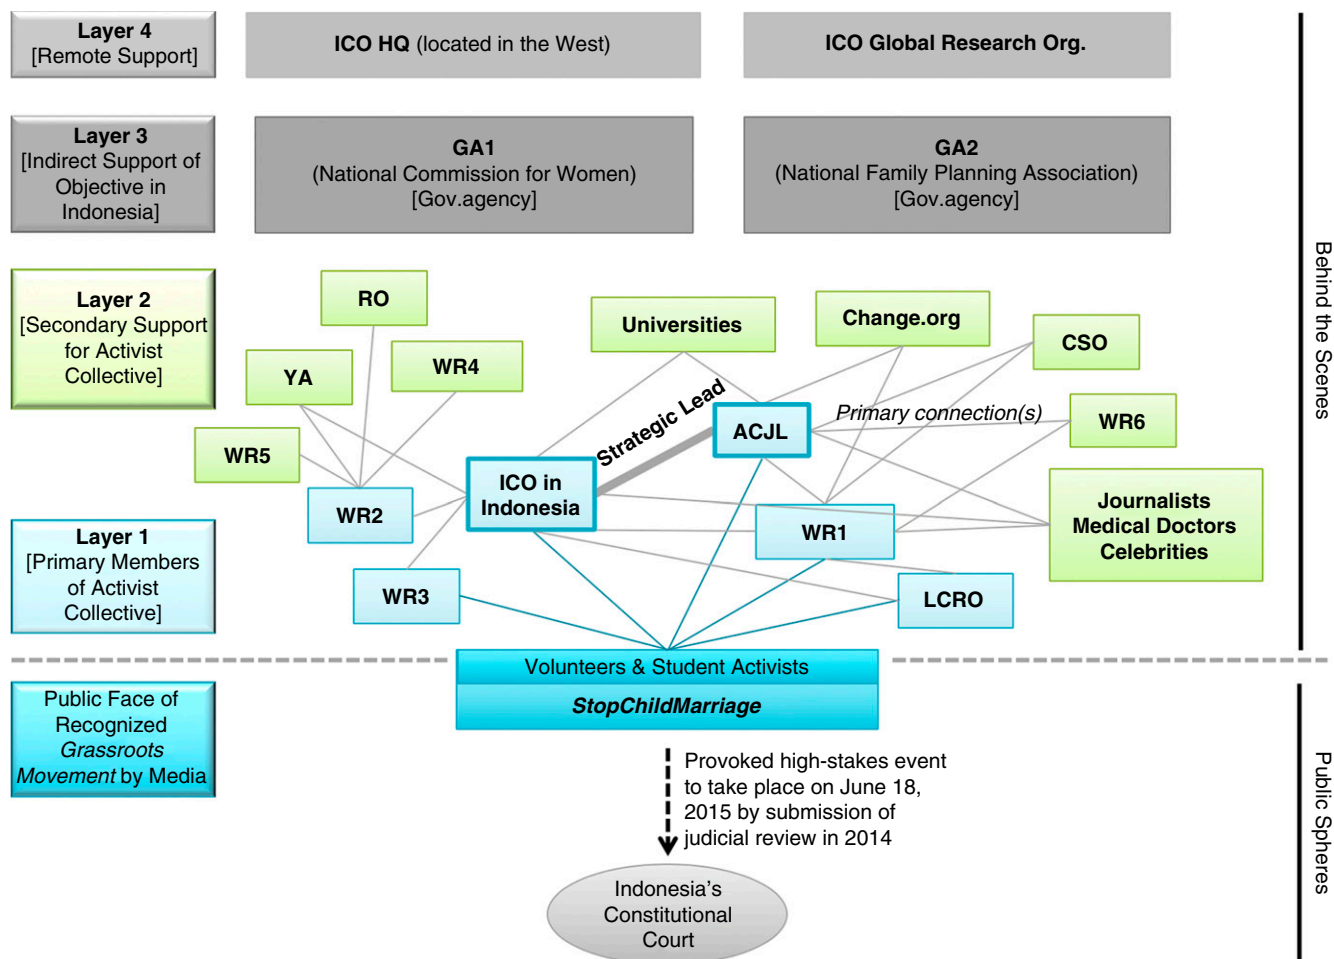 Layer 4
[Remote Support]
ICO HQ (located in the West)
ICO Global Research Org.
Layer 3
[Indirect Support of
Objective in
Indonesia]
GA1
(National Commission for Women)
[Gov.agency]
GA2
(National Family Planning Association)
[Gov.agency]
Behind the Scenes
Layer 2
[Secondary Support
for Activist
Collective]
RO
YA
WR4
WR5
Universities
Change.org
CSO
WR6
Journalists
Medical Doctors
Celebrities
Strategic Lead
Primary connection(s)
ACJL
ICO in
Indonesia
WR2
WR1
WR3
LCRO
Layer 1
[Primary Members
of Activist
Collective]
Volunteers & Student Activists
StopChildMarriage
Public Face of
Recognized
Grassroots
Movement by Media
Provoked high-stakes event
to take place on June 18,
2015 by submission of
judicial review in 2014
Public Spheres
Indonesia's
Constitutional
Court